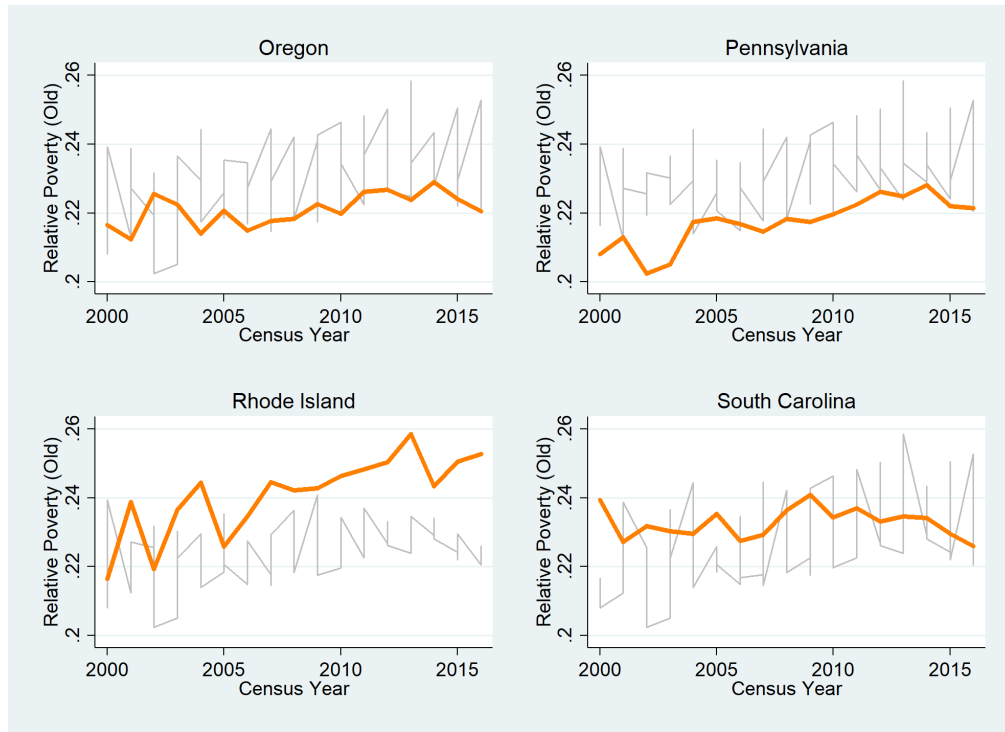 Oregon
Relative Poverty (Old)
.26
.24
.22
.2
2000 2005 2010 2015
Census Year
Pennsylvania
Relative Poverty (Old)
.26
.24
.22
.2
2000 2005 2010 2015
Census Year
Rhode Island
Relative Poverty (Old)
.26
.24
.22
.2
2000 2005 2010 2015
Census Year
South Carolina
Relative Poverty (Old)
.26
.24
.22
.2
2000 2005 2010 2015
Census Year